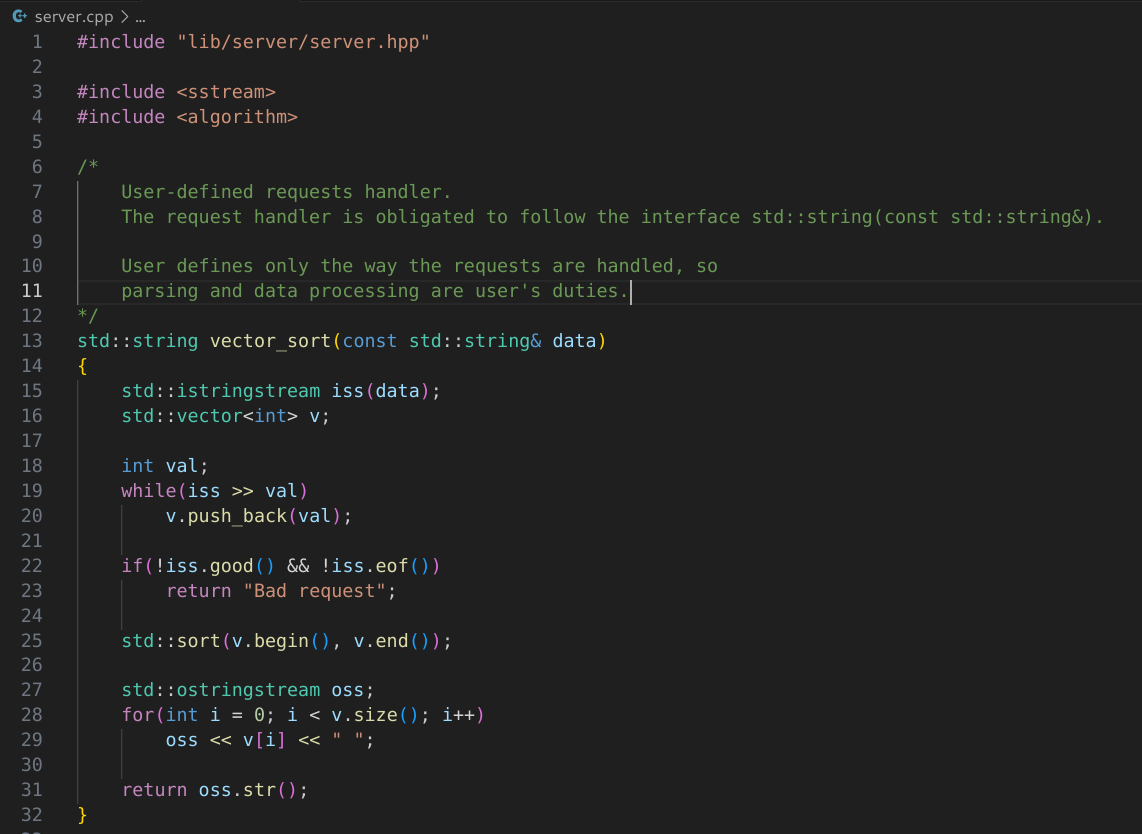 server.cpp > ...
1 #include "lib/server/server.hpp"
2
3 #include <sstream>
4 #include <algorithm>
5
6 /*
7     User-defined requests handler.
8     The request handler is obligated to follow the interface std::string(const std::string&).
9
10     User defines only the way the requests are handled, so
11     parsing and data processing are user's duties.
12 */
13 std::string vector_sort(const std::string& data)
14 {
15     std::istringstream iss(data);
16     std::vector<int> v;
17
18     int val;
19     while(iss >> val)
20         v.push_back(val);
21
22     if(!iss.good() && !iss.eof())
23         return "Bad request";
24
25     std::sort(v.begin(), v.end());
26
27     std::ostringstream oss;
28     for(int i = 0; i < v.size(); i++)
29         oss << v[i] << " ";
30
31     return oss.str();
32 }